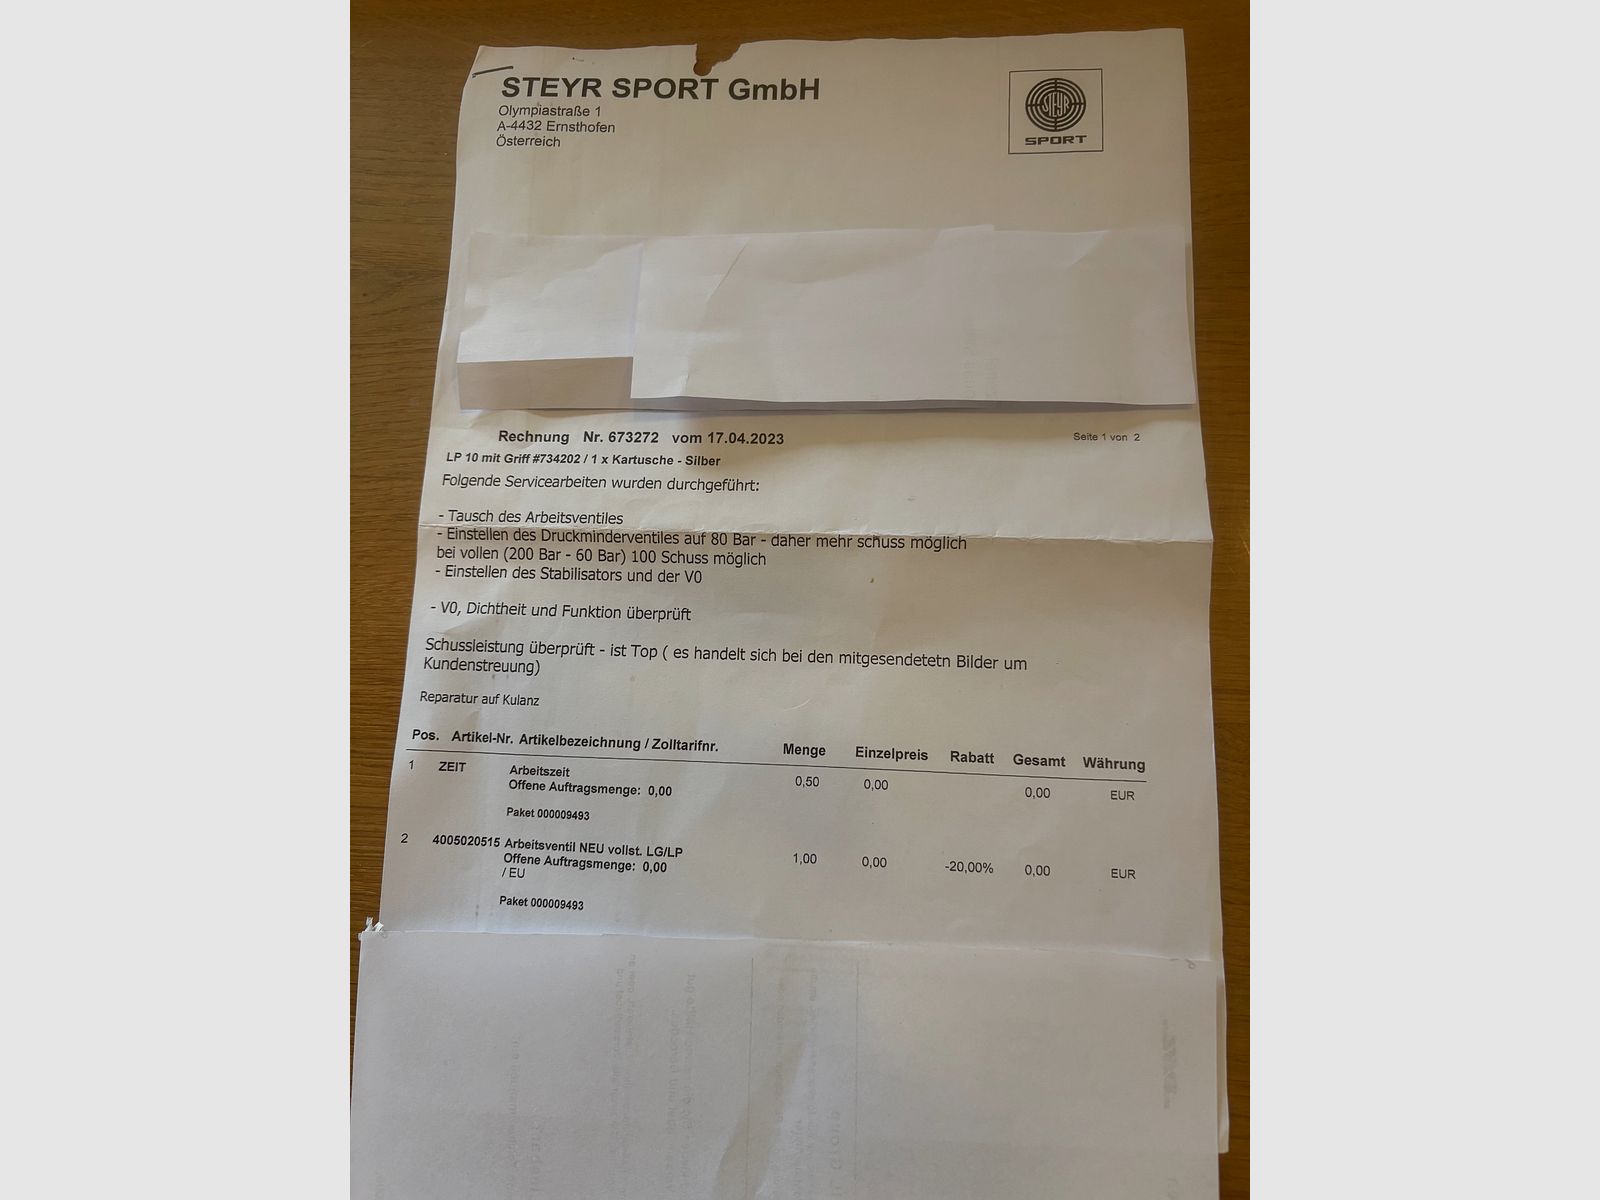 STEYR SPORT GmbH
Olympiastraße 1
A-4432 Ernsthofen
Österreich
STEYR
SPORT
Rechnung Nr. 673272 vom 17.04.2023 Seite 1 von 2
LP 10 mit Griff #734202 / 1 x Kartusche - Silber
Folgende Servicearbeiten wurden durchgeführt:
- Tausch des Arbeitsventiles
- Einstellen des Druckminderventiles auf 80 Bar - daher mehr schuss möglich
bei vollen (200 Bar - 60 Bar) 100 Schuss möglich
- Einstellen des Stabilisators und der V0
- V0, Dichtheit und Funktion überprüft
Schussleistung überprüft - ist Top ( es handelt sich bei den mitgesendetetn Bilder um
Kundenstreuung)
Reparatur auf Kulanz
Pos. Artikel-Nr. Artikelbezeichnung / Zolltarifnr. Menge Einzelpreis Rabatt Gesamt Währung
1 ZEIT Arbeitszeit 0,50 0,00 0,00 EUR
Offene Auftragsmenge: 0,00
Paket 000009493
2 4005020515 Arbeitsventil NEU vollst. LG/LP 1,00 0,00 -20,00% 0,00 EUR
Offene Auftragsmenge: 0,00
/ EU
Paket 000009493